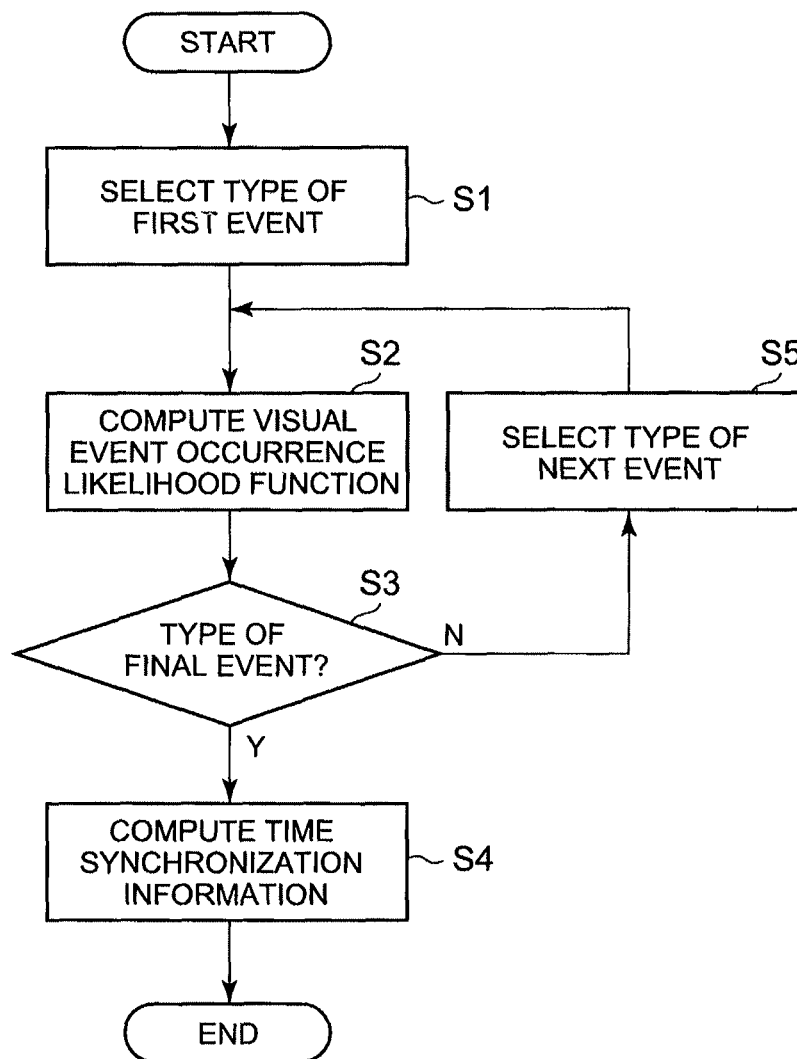 START
SELECT TYPE OF
FIRST EVENT
S1
S2
COMPUTE VISUAL
EVENT OCCURRENCE
LIKELIHOOD FUNCTION
S5
SELECT TYPE OF
NEXT EVENT
S3
TYPE OF
FINAL EVENT?
N
Y
COMPUTE TIME
SYNCHRONIZATION
INFORMATION
S4
END